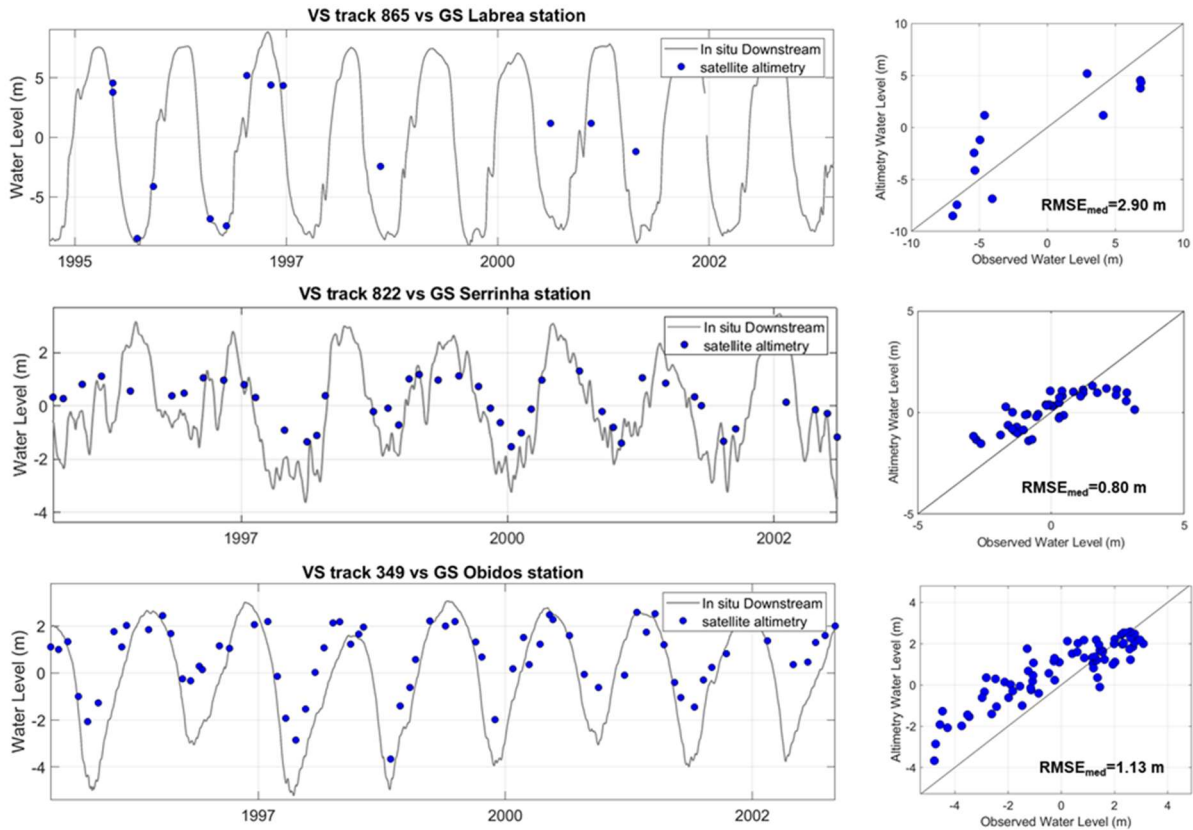 VS track 865 vs GS Labrea station
In situ Downstream
satellite altimetry
Water Level (m)
5
0
-5
1995
1997
2000
2002
10
5
0
-5
-10
Altimetry Water Level (m)
RMSEmed=2.90 m
-10
-5
0
5
10
Observed Water Level (m)
VS track 822 vs GS Serrinha station
In situ Downstream
satellite altimetry
Water Level (m)
2
0
-2
-4
1997
2000
2002
5
0
-5
Altimetry Water Level (m)
RMSEmed=0.80 m
-5
0
5
Observed Water Level (m)
VS track 349 vs GS Obidos station
In situ Downstream
satellite altimetry
Water Level (m)
2
0
-2
-4
1997
2000
2002
4
2
0
-2
-4
Altimetry Water Level (m)
RMSEmed=1.13 m
-4
-2
0
2
4
Observed Water Level (m)